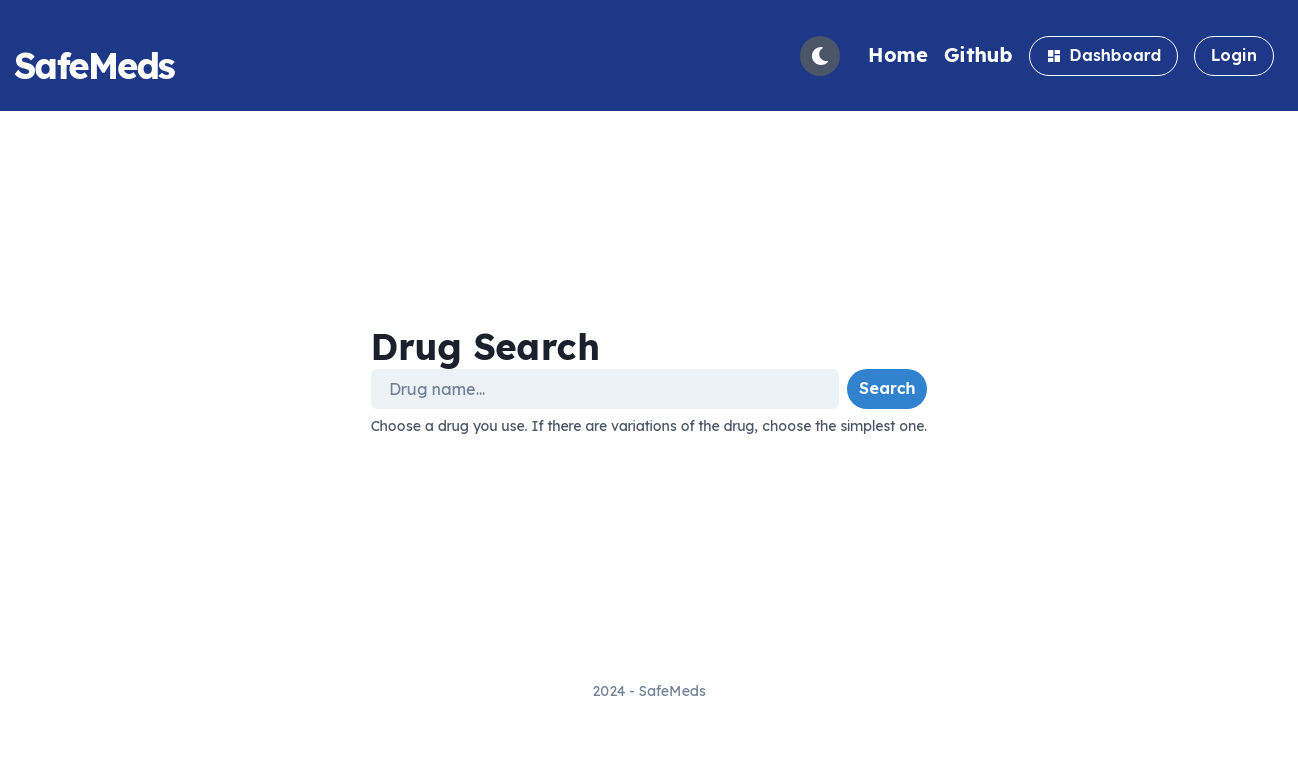 SafeMeds
Home Github Dashboard Login
Drug Search
Drug name... Search
Choose a drug you use. If there are variations of the drug, choose the simplest one.
2024 - SafeMeds